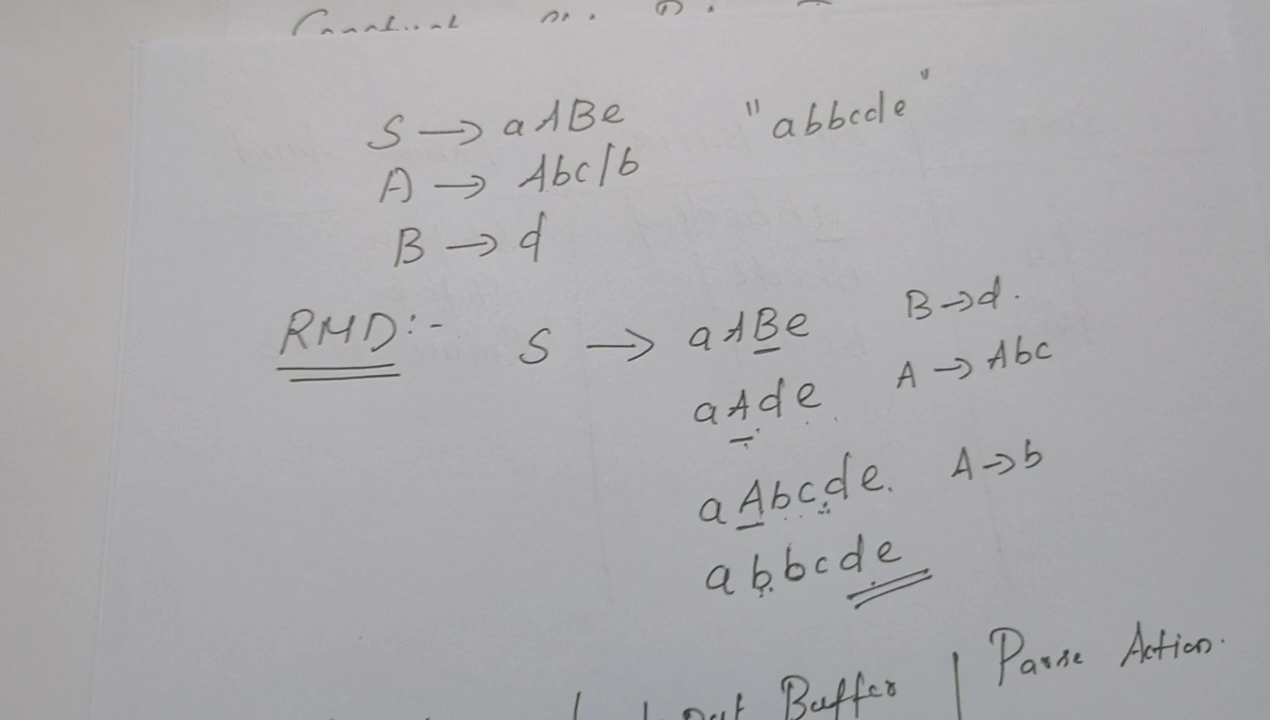 S → aABe "abbcde"
A → Abc/b
B → d
RMD:- S → aABe B→d.
aAde A → Abc
aAbcde. A→b
abbcde
Buffer | Parse Action.